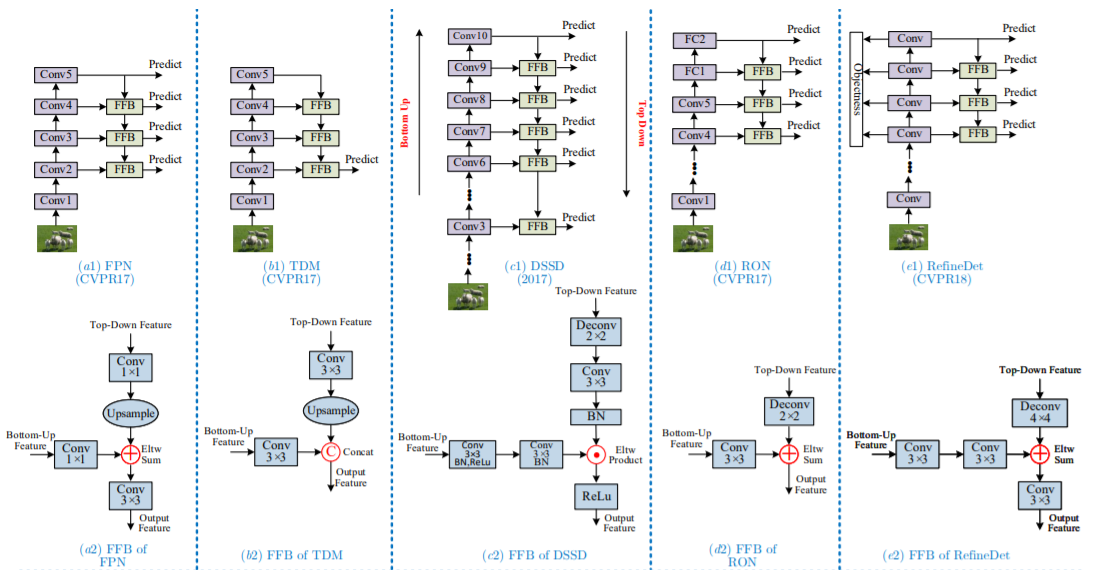 Conv5
Predict
Conv4
FFB
Predict
Conv3
FFB
Predict
Conv2
FFB
Predict
Conv1
(a1) FPN
(CVPR17)
Conv5
Conv4
FFB
Conv3
FFB
Predict
Conv2
FFB
Conv1
(b1) TDM
(CVPR17)
Bottom Up
Conv10
Predict
Conv9
FFB
Predict
Conv8
FFB
Predict
Conv7
FFB
Predict
Conv6
FFB
Predict
Conv3
FFB
Predict
Top Down
(c1) DSSD
(2017)
FC2
Predict
FC1
FFB
Predict
Conv5
FFB
Predict
Conv4
FFB
Predict
Conv1
(d1) RON
(CVPR17)
Objectness
Conv
Predict
Conv
FFB
Predict
Conv
FFB
Predict
Conv
FFB
Predict
Conv
(e1) RefineDet
(CVPR18)
Top-Down Feature
Conv
1×1
Upsample
Bottom-Up
Feature
Conv
1×1
Eltw
Sum
Conv
3×3
Output
Feature
(a2) FFB of
FPN
Top-Down Feature
Conv
3×3
Upsample
Bottom-Up
Feature
Conv
3×3
C
Concat
Output
Feature
(b2) FFB of TDM
Top-Down Feature
Deconv
2×2
Conv
3×3
BN
Bottom-Up
Feature
Conv
3×3
BN,ReLu
Conv
3×3
BN
Eltw
Product
ReLu
Output
Feature
(c2) FFB of DSSD
Top-Down Feature
Deconv
2×2
Bottom-Up
Feature
Conv
3×3
Eltw
Sum
Output
Feature
(d2) FFB of
RON
Top-Down Feature
Deconv
4×4
Bottom-Up
Feature
Conv
3×3
Conv
3×3
Eltw
Sum
Conv
3×3
Output
Feature
(e2) FFB of RefineDet